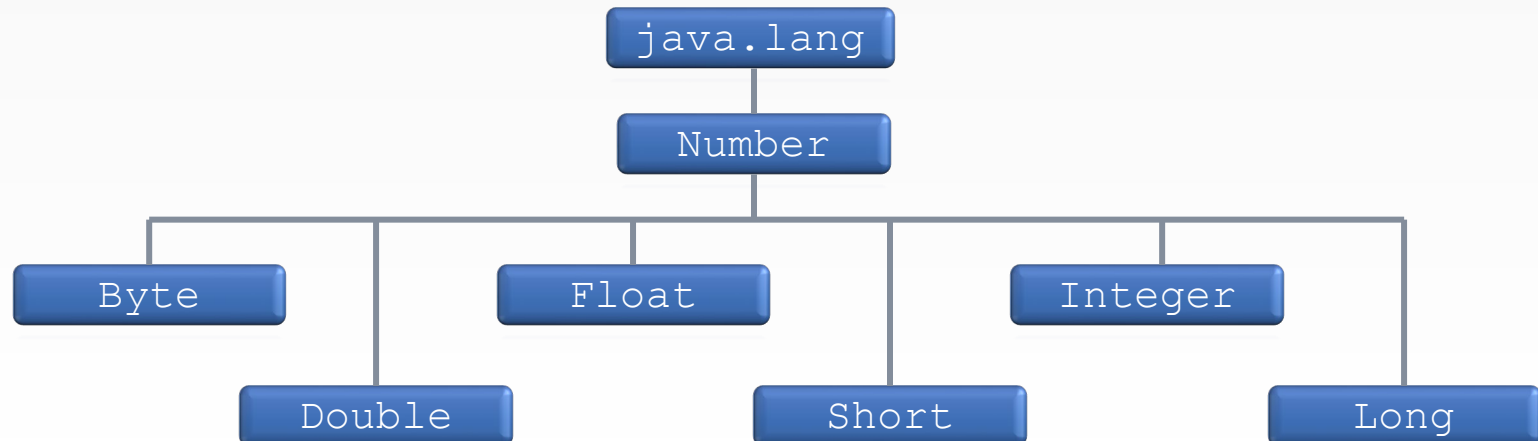 java.lang
Number
Byte
Float
Integer
Double
Short
Long